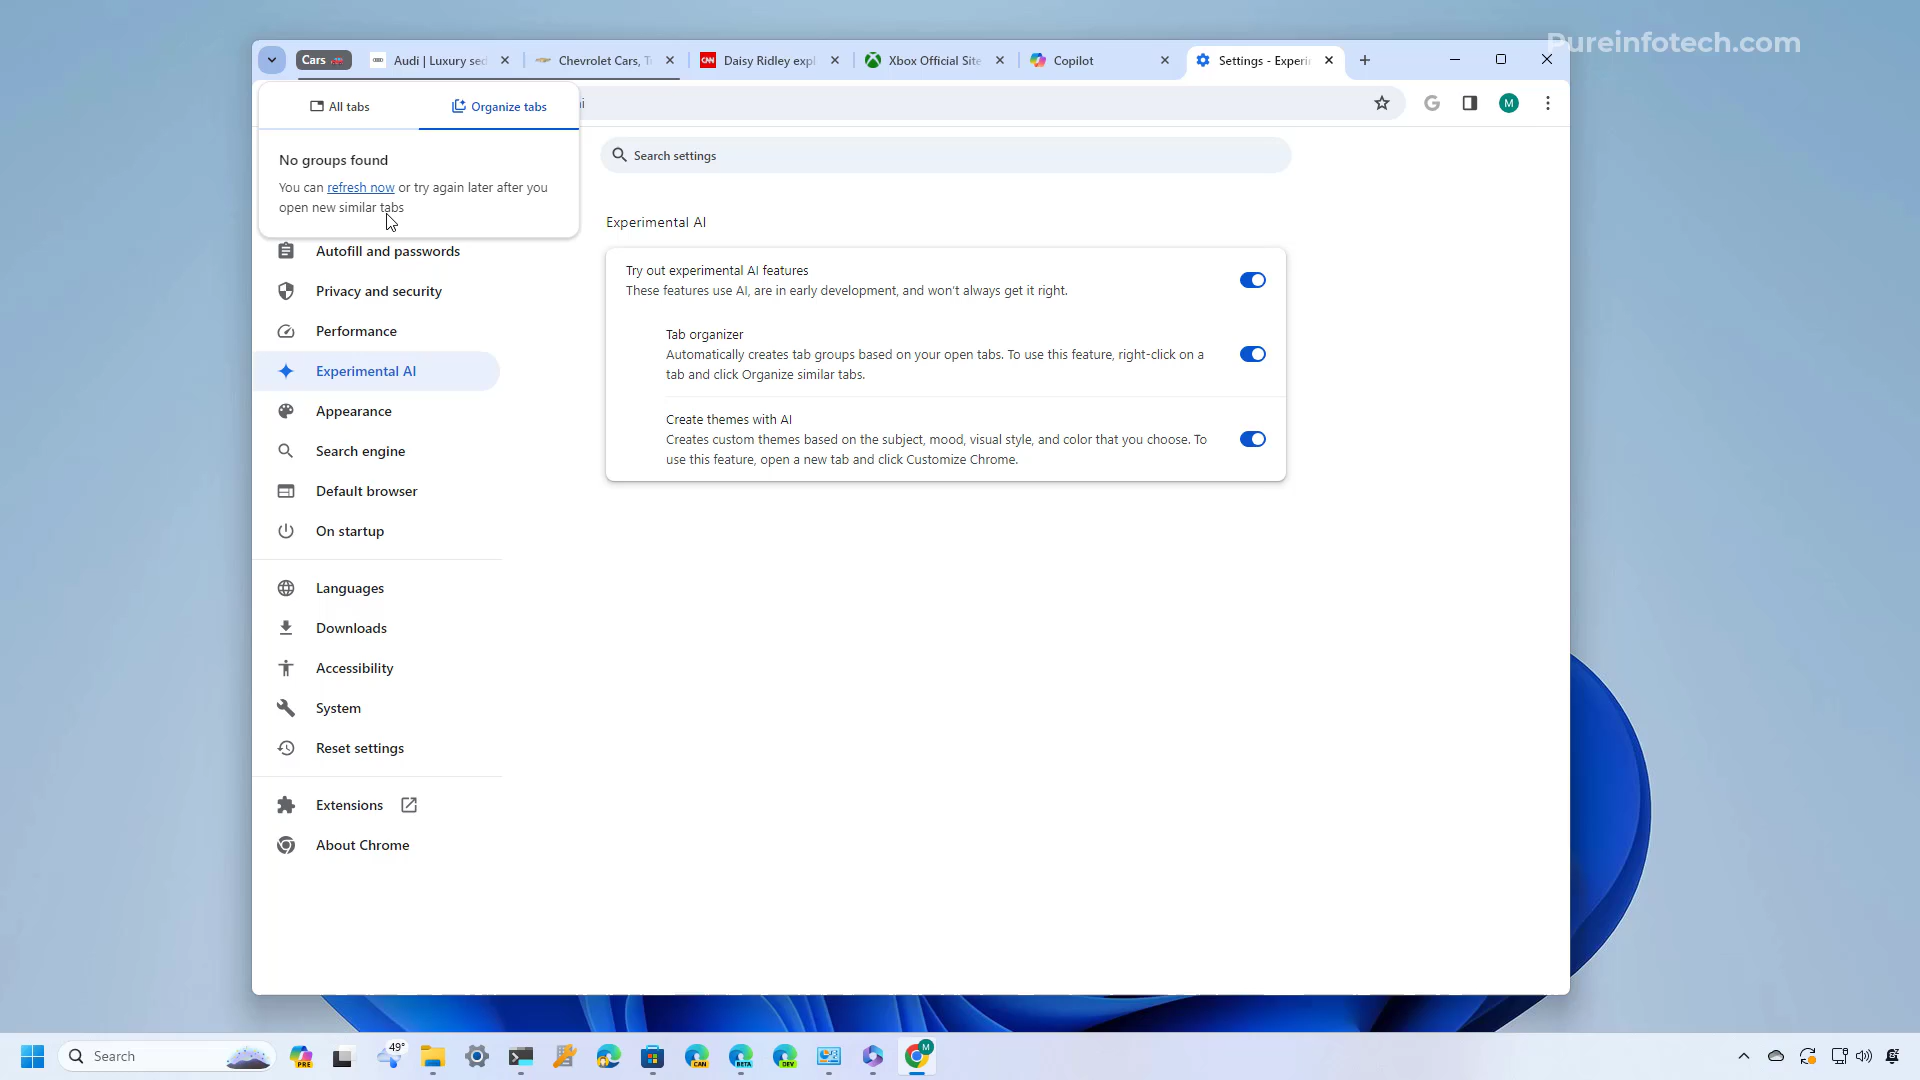 Pureinfotech.com
Cars
Audi | Luxury sed
Chevrolet Cars, T
CNN
Daisy Ridley expl
Xbox Official Site
Copilot
Settings - Experi
All tabs
Organize tabs
ai
G
M
No groups found
You can refresh now or try again later after you
open new similar tabs
Search settings
Autofill and passwords
Privacy and security
Performance
Experimental AI
Appearance
Search engine
Default browser
On startup
Languages
Downloads
Accessibility
System
Reset settings
Extensions
About Chrome
Experimental AI
Try out experimental AI features
These features use AI, are in early development, and won't always get it right.
Tab organizer
Automatically creates tab groups based on your open tabs. To use this feature, right-click on a
tab and click Organize similar tabs.
Create themes with AI
Creates custom themes based on the subject, mood, visual style, and color that you choose. To
use this feature, open a new tab and click Customize Chrome.
Search
PRE
49°
CAN
BETA
DEV
M